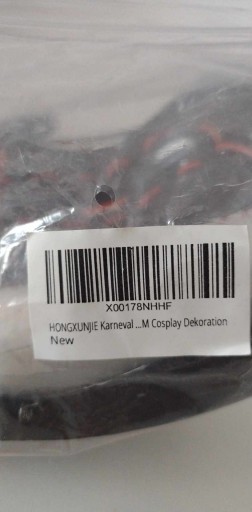 X00178NHHF
HONGXUNJIE Karneval ...M Cosplay Dekoration
New